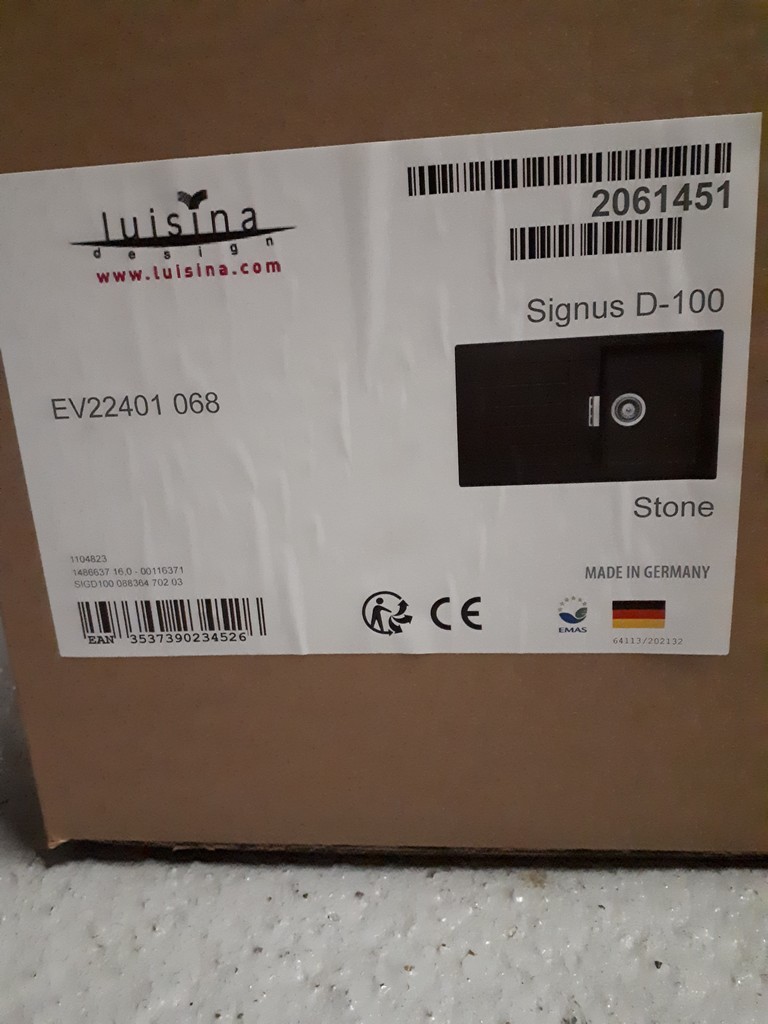 luisina
design
www.luisina.com
2061451
Signus D-100
EV22401 068
Stone
1104823
1486637 16,0 - 00116371
SIGD100 088364 702 03
MADE IN GERMANY
EAN 3537390234526
CE
EMAS
64113/202132